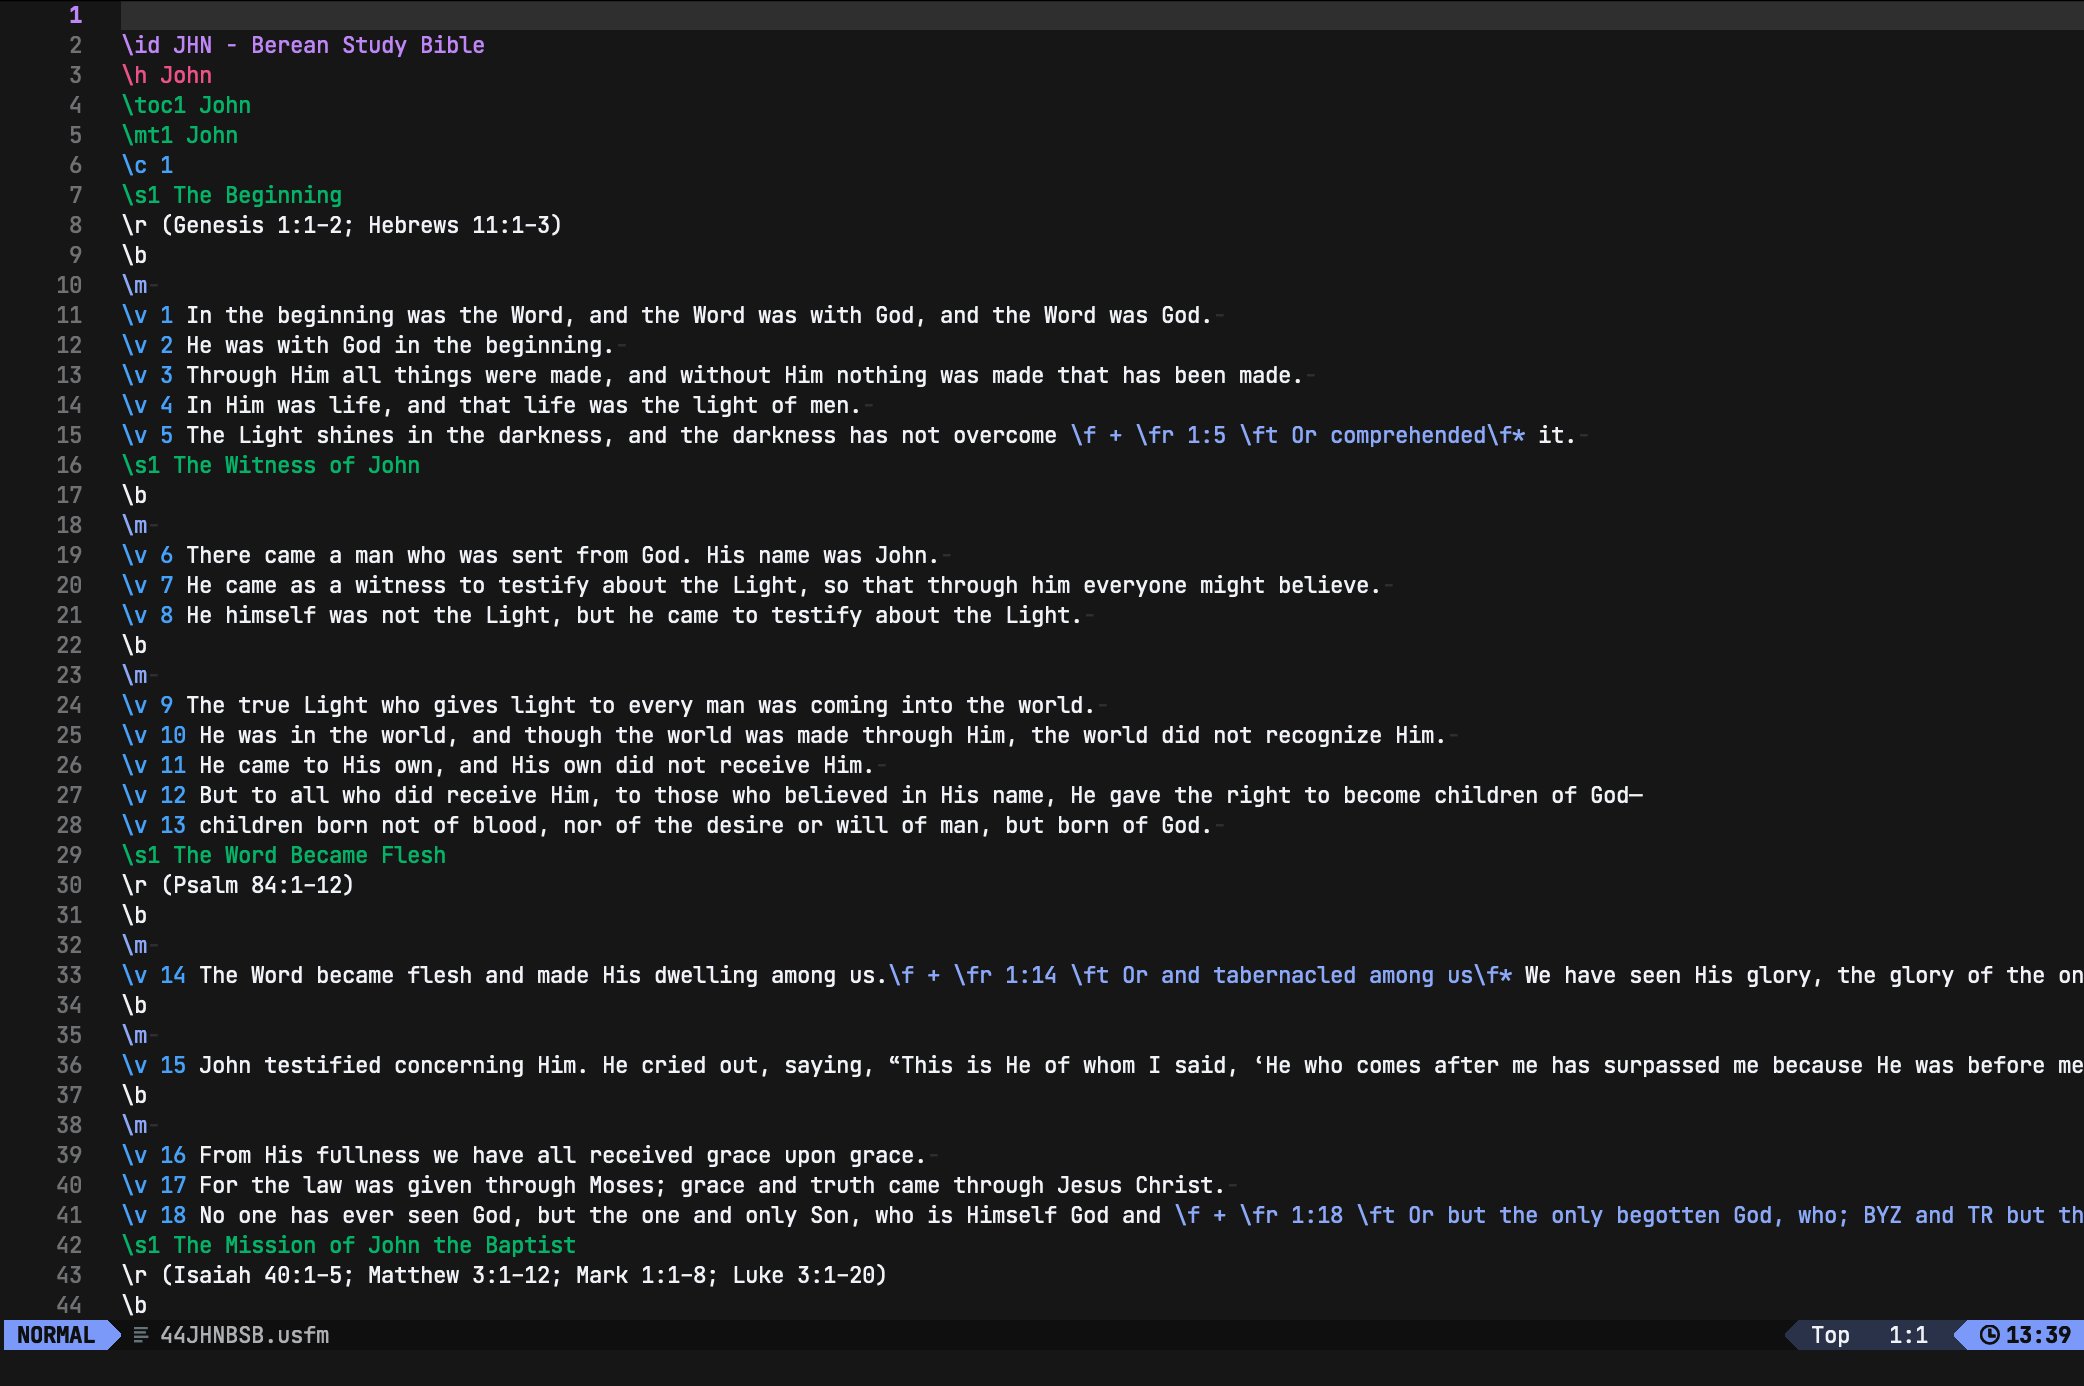 1
2 \id JHN - Berean Study Bible
3 \h John
4 \toc1 John
5 \mt1 John
6 \c 1
7 \s1 The Beginning
8 \r (Genesis 1:1–2; Hebrews 11:1–3)
9 \b
10 \m-
11 \v 1 In the beginning was the Word, and the Word was with God, and the Word was God.-
12 \v 2 He was with God in the beginning.-
13 \v 3 Through Him all things were made, and without Him nothing was made that has been made.-
14 \v 4 In Him was life, and that life was the light of men.-
15 \v 5 The Light shines in the darkness, and the darkness has not overcome \f + \fr 1:5 \ft Or comprehended\f* it.-
16 \s1 The Witness of John
17 \b
18 \m-
19 \v 6 There came a man who was sent from God. His name was John.-
20 \v 7 He came as a witness to testify about the Light, so that through him everyone might believe.-
21 \v 8 He himself was not the Light, but he came to testify about the Light.-
22 \b
23 \m-
24 \v 9 The true Light who gives light to every man was coming into the world.-
25 \v 10 He was in the world, and though the world was made through Him, the world did not recognize Him.-
26 \v 11 He came to His own, and His own did not receive Him.-
27 \v 12 But to all who did receive Him, to those who believed in His name, He gave the right to become children of God—
28 \v 13 children born not of blood, nor of the desire or will of man, but born of God.-
29 \s1 The Word Became Flesh
30 \r (Psalm 84:1–12)
31 \b
32 \m-
33 \v 14 The Word became flesh and made His dwelling among us.\f + \fr 1:14 \ft Or and tabernacled among us\f* We have seen His glory, the glory of the on
34 \b
35 \m-
36 \v 15 John testified concerning Him. He cried out, saying, “This is He of whom I said, ‘He who comes after me has surpassed me because He was before me
37 \b
38 \m-
39 \v 16 From His fullness we have all received grace upon grace.-
40 \v 17 For the law was given through Moses; grace and truth came through Jesus Christ.-
41 \v 18 No one has ever seen God, but the one and only Son, who is Himself God and \f + \fr 1:18 \ft Or but the only begotten God, who; BYZ and TR but th
42 \s1 The Mission of John the Baptist
43 \r (Isaiah 40:1–5; Matthew 3:1–12; Mark 1:1–8; Luke 3:1–20)
44 \b
NORMAL 44JHNBSB.usfm Top 1:1 13:39